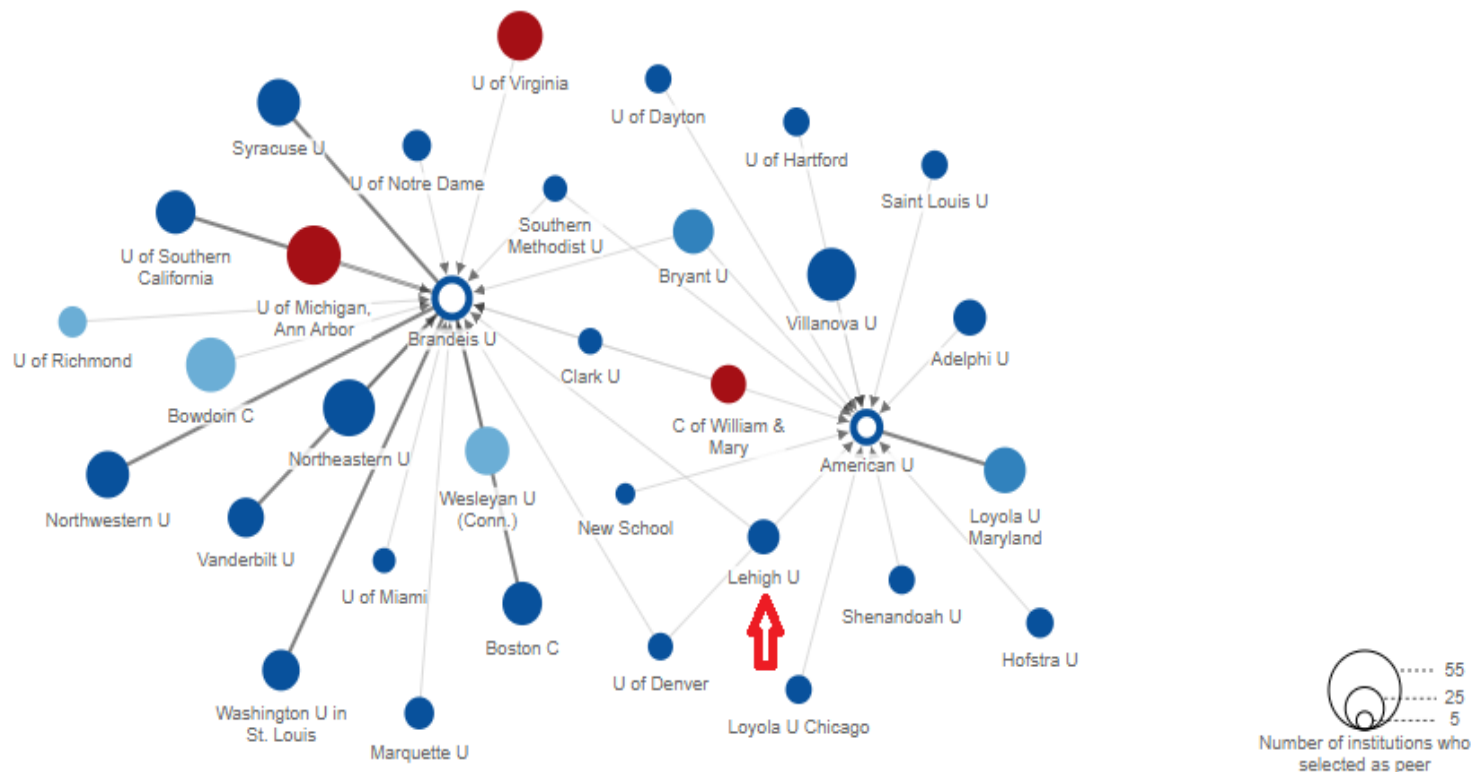 U of Virginia
U of Dayton
Syracuse U
U of Hartford
U of Notre Dame
Saint Louis U
Southern
Methodist U
U of Southern
California
Bryant U
U of Michigan,
Ann Arbor
Villanova U
Brandeis U
U of Richmond
Adelphi U
Clark U
Bowdoin C
C of William &
Mary
Northeastern U
American U
Wesleyan U
(Conn.)
Northwestern U
New School
Loyola U
Maryland
Vanderbilt U
Lehigh U
U of Miami
Shenandoah U
Boston C
Hofstra U
U of Denver
Washington U in
St. Louis
Loyola U Chicago
Marquette U
55
25
5
Number of institutions who
selected as peer